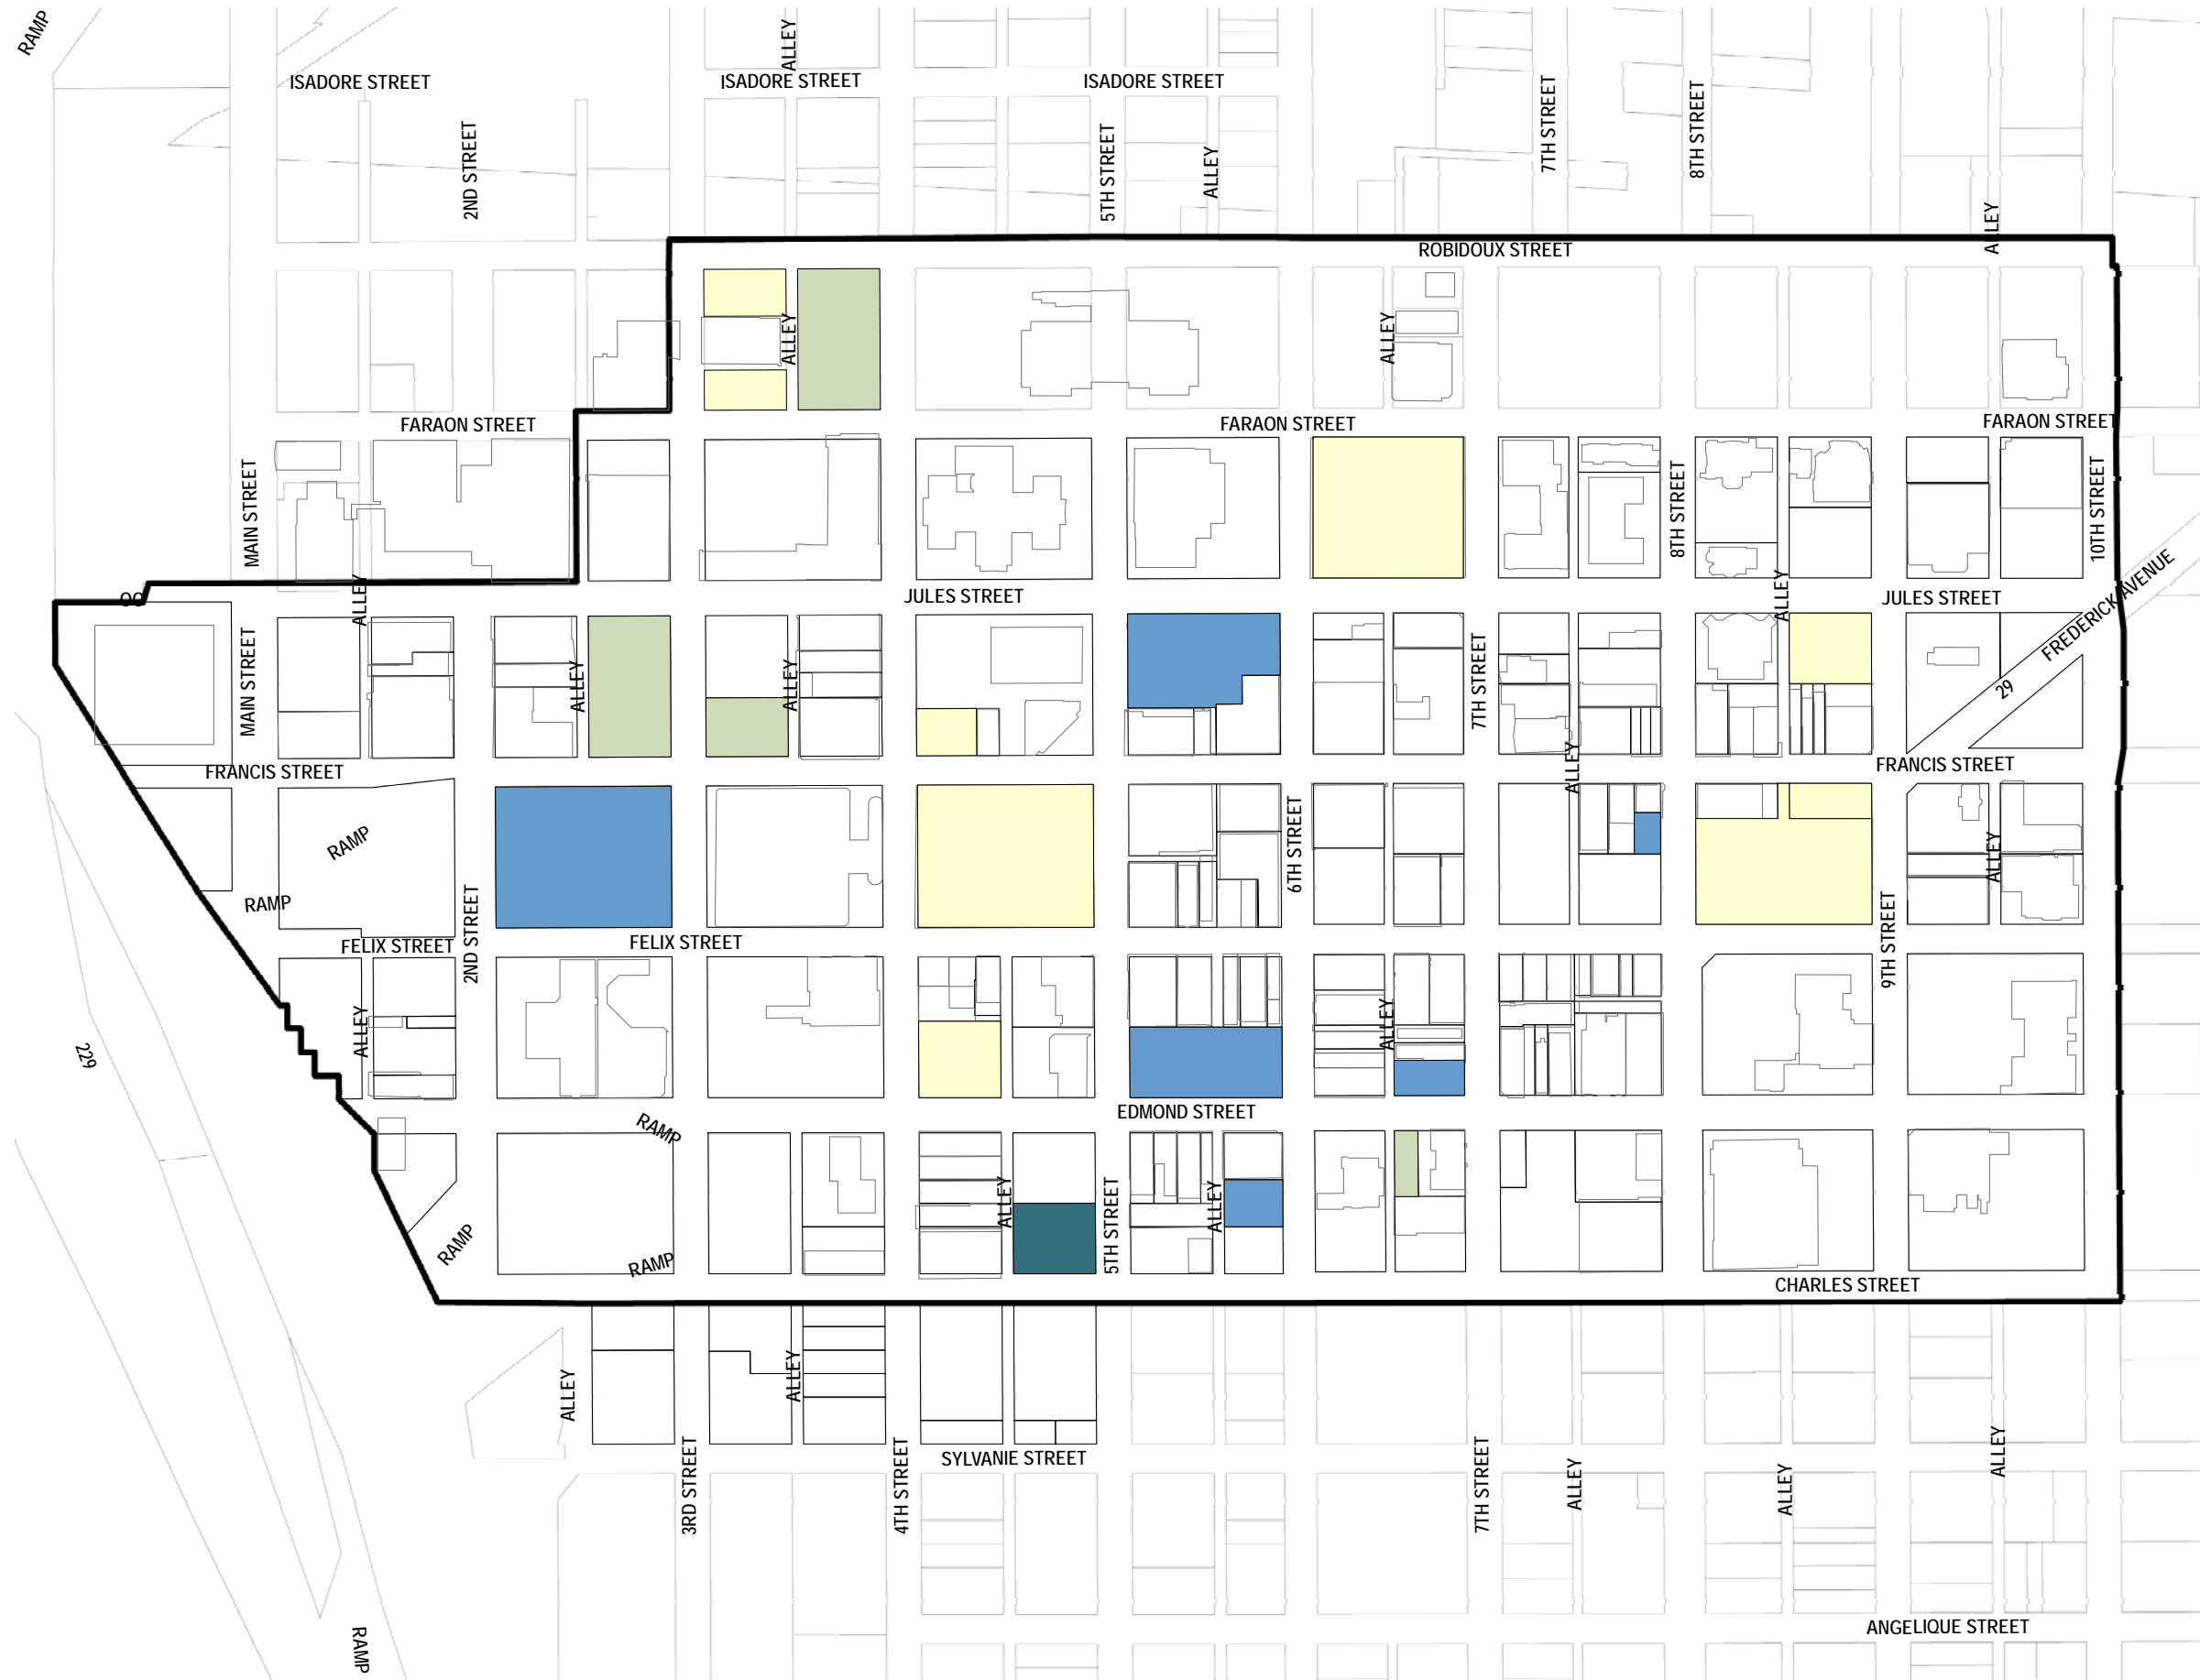 RAMP
ALLEY
ISADORE STREET
ISADORE STREET
ISADORE STREET
7TH STREET
8TH STREET
2ND STREET
5TH STREET
ALLEY
ALLEY
ROBIDOUX STREET
ALLEY
ALLEY
FARAON STREET
FARAON STREET
FARAON STREET
MAIN STREET
8TH STREET
10TH STREET
ALLEY
JULES STREET
ALLEY
JULES STREET
FREDERICK AVENUE
MAIN STREET
ALLEY
ALLEY
7TH STREET
29
FRANCIS STREET
ALLEY
FRANCIS STREET
RAMP
6TH STREET
ALLEY
RAMP
2ND STREET
9TH STREET
FELIX STREET
FELIX STREET
229
ALLEY
ALLEY
EDMOND STREET
RAMP
ALLEY
5TH STREET
ALLEY
RAMP
RAMP
CHARLES STREET
ALLEY
ALLEY
ALLEY
SYLVANIE STREET
3RD STREET
4TH STREET
7TH STREET
ALLEY
ALLEY
ANGELIQUE STREET
RAMP